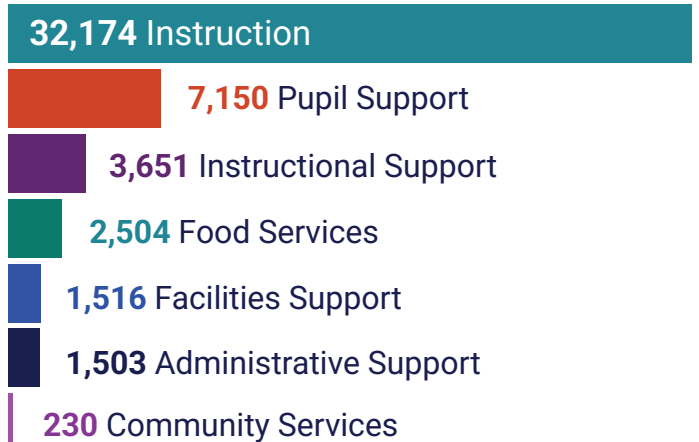 32,174 Instruction
7,150 Pupil Support
3,651 Instructional Support
2,504 Food Services
1,516 Facilities Support
1,503 Administrative Support
230 Community Services